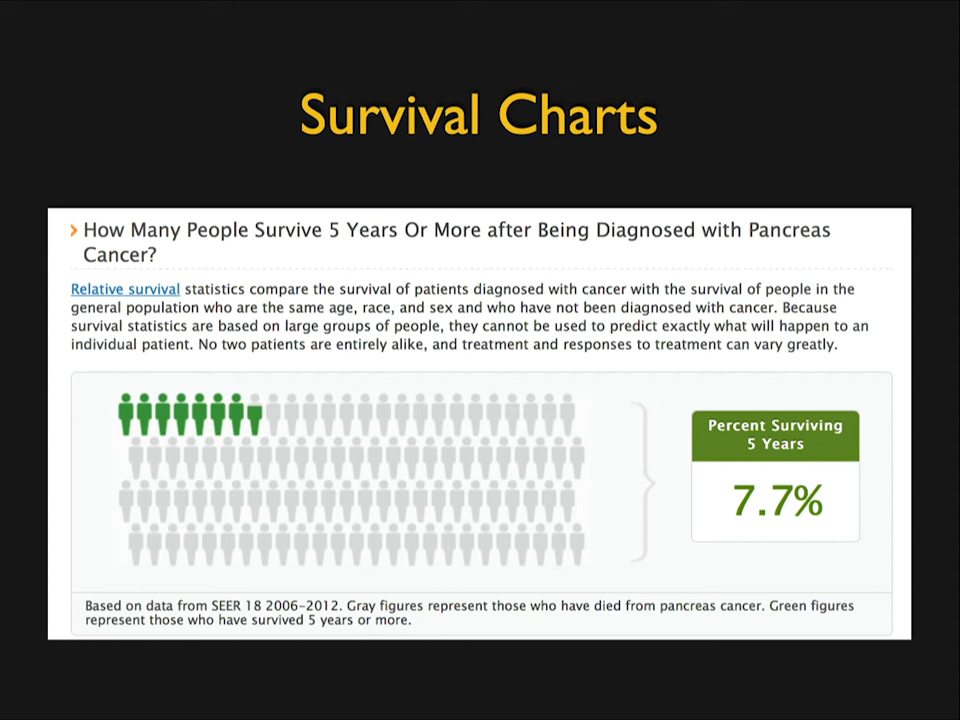 Survival Charts
How Many People Survive 5 Years Or More after Being Diagnosed with Pancreas
Cancer?
Relative survival statistics compare the survival of patients diagnosed with cancer with the survival of people in the
general population who are the same age, race, and sex and who have not been diagnosed with cancer. Because
survival statistics are based on large groups of people, they cannot be used to predict exactly what will happen to an
individual patient. No two patients are entirely alike, and treatment and responses to treatment can vary greatly.
Percent Surviving
5 Years
7.7%
Based on data from SEER 18 2006-2012. Gray figures represent those who have died from pancreas cancer. Green figures
represent those who have survived 5 years or more.